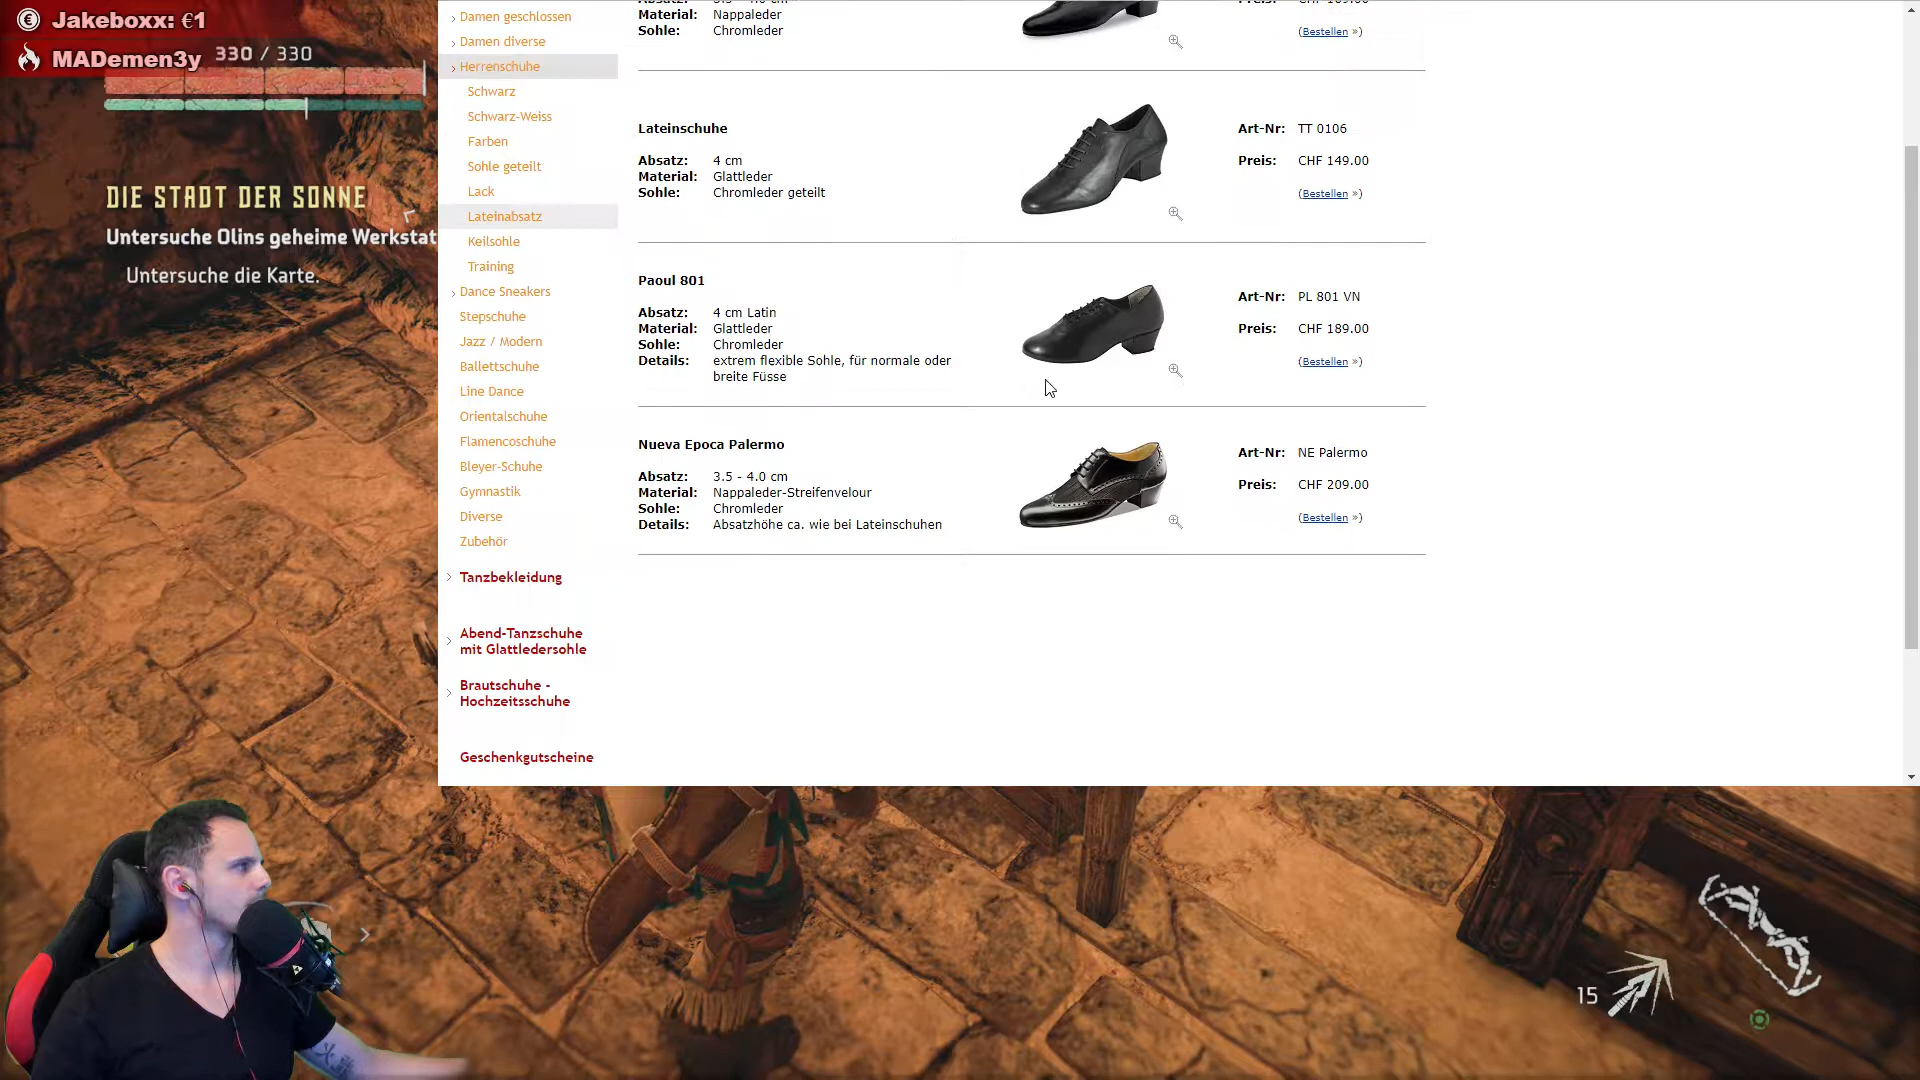 Jakeboxx: €1
MADemen3y
330 / 330
DIE STADT DER SONNE
Untersuche Olins geheime Werkstat
Untersuche die Karte.
Damen geschlossen
Damen diverse
Herrenschuhe
Schwarz
Schwarz-Weiss
Farben
Sohle geteilt
Lack
Lateinabsatz
Keilsohle
Training
Dance Sneakers
Stepschuhe
Jazz / Modern
Ballettschuhe
Line Dance
Orientalschuhe
Flamencoschuhe
Bleyer-Schuhe
Gymnastik
Diverse
Zubehör
Tanzbekleidung
Abend-Tanzschuhe
mit Glattledersohle
Brautschuhe -
Hochzeitsschuhe
Geschenkgutscheine
Material: Nappaleder
Sohle: Chromleder
(Bestellen »)
Lateinschuhe
Absatz: 4 cm
Material: Glattleder
Sohle: Chromleder geteilt
Art-Nr: TT 0106
Preis: CHF 149.00
(Bestellen »)
Paoul 801
Absatz: 4 cm Latin
Material: Glattleder
Sohle: Chromleder
Details: extrem flexible Sohle, für normale oder
breite Füsse
Art-Nr: PL 801 VN
Preis: CHF 189.00
(Bestellen »)
Nueva Epoca Palermo
Absatz: 3.5 - 4.0 cm
Material: Nappaleder-Streifenvelour
Sohle: Chromleder
Details: Absatzhöhe ca. wie bei Lateinschuhen
Art-Nr: NE Palermo
Preis: CHF 209.00
(Bestellen »)
15